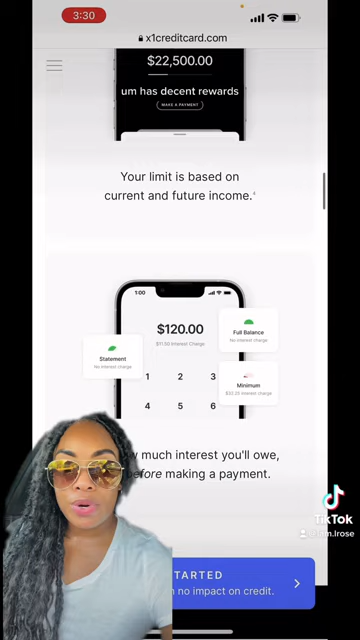 3:30
x1creditcard.com
$22,500.00
um has decent rewards
MAKE A PAYMENT
Your limit is based on
current and future income.4
1:00
$120.00
$11.50 Interest Charge
Full Balance
No interest charge
Statement
No interest charge
Minimum
$22.25 interest charge
1 2 3
4 5 6
much interest you'll owe,
before making a payment.
TikTok
STARTED
no impact on credit.